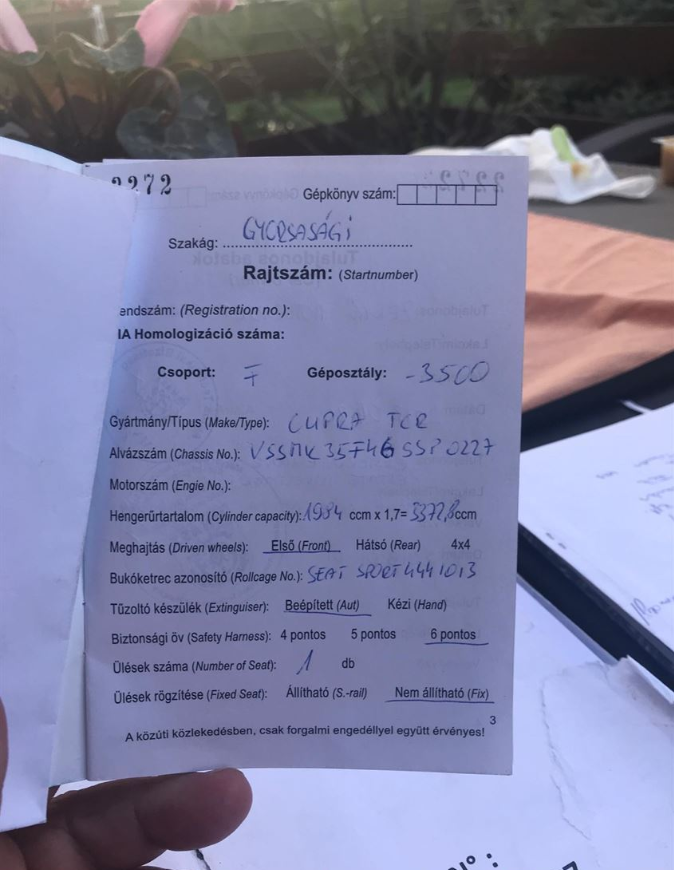 2272
Gépkönyv szám:
Szakág: GYORSASÁGi
Rajtszám: (Startnumber)
endszám: (Registration no.):
IA Homologizáció száma:
Csoport: F Géposztály: -3500
Gyártmány/Típus (Make/Type): CUPRA TCR
Alvázszám (Chassis No.): VSSMK35F46SSP0227
Motorszám (Engie No.):
Hengerűrtartalom (Cylinder capacity): 1984 ccm x 1,7= 3372,8 ccm
Meghajtás (Driven wheels): Első (Front) Hátsó (Rear) 4x4
Bukóketrec azonosító (Rollcage No.): SEAT SPORT 4441013
Tűzoltó készülék (Extinguiser): Beépített (Aut) Kézi (Hand)
Biztonsági öv (Safety Harness): 4 pontos 5 pontos 6 pontos
Ülések száma (Number of Seat): 1 db
Ülések rögzítése (Fixed Seat): Állítható (S.-rail) Nem állítható (Fix)
3
A közúti közlekedésben, csak forgalmi engedéllyel együtt érvényes!